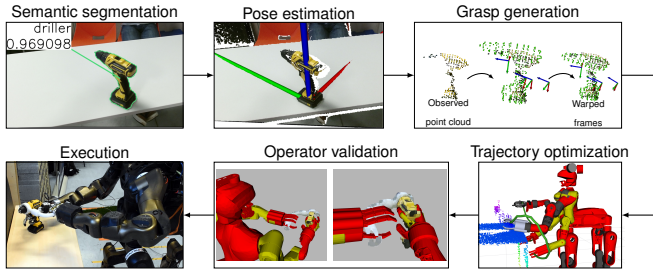 Semantic segmentation
Pose estimation
Grasp generation
driller
0.969098
Observed
point cloud
Warped
frames
Execution
Operator validation
Trajectory optimization